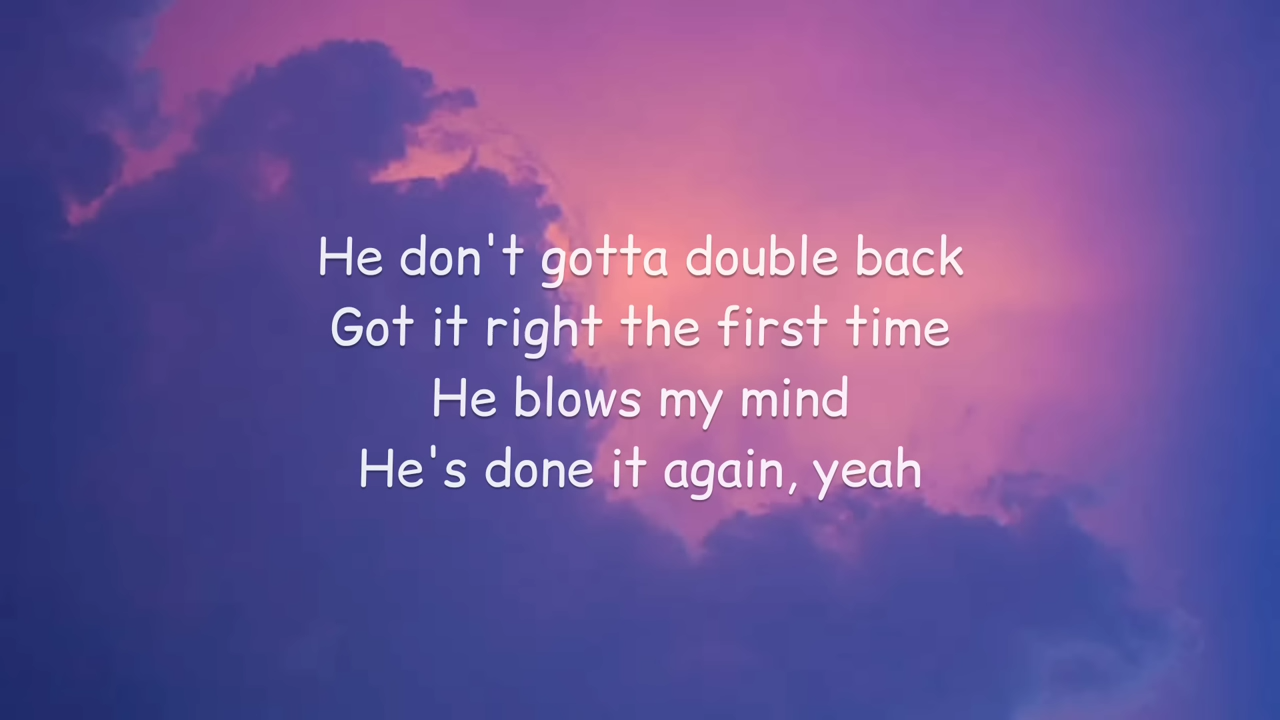 He don't gotta double back
Got it right the first time
He blows my mind
He's done it again, yeah